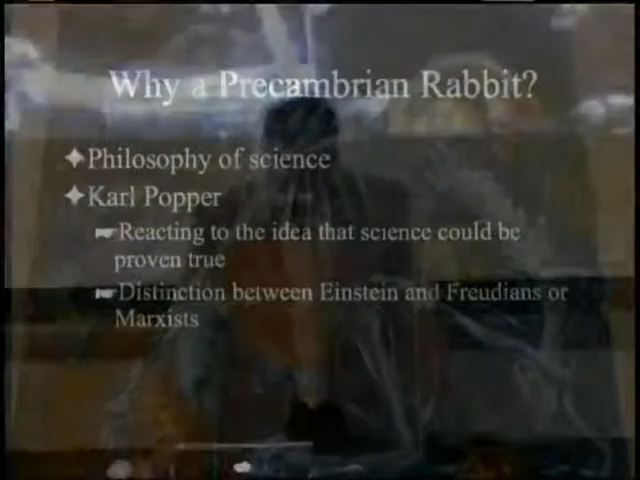 Why a Precambrian Rabbit?
Philosophy of science
Karl Popper
Reacting to the idea that science could be
proven true
Distinction between Einstein and Freudians or
Marxists